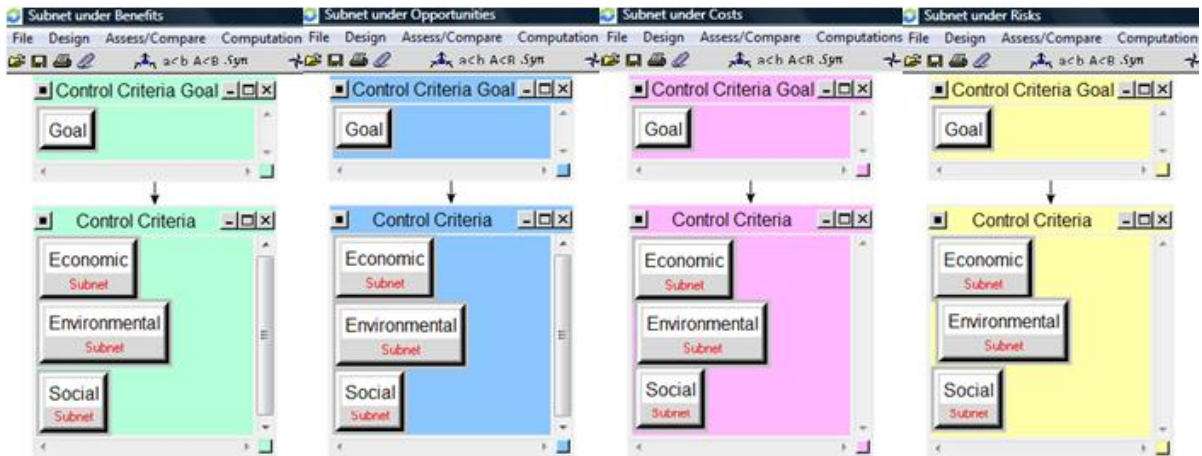 Subnet under Benefits
File Design Assess/Compare Computation
a<b A<B .Syn
Control Criteria Goal
Goal
Control Criteria
Economic
Subnet
Environmental
Subnet
Social
Subnet
Subnet under Opportunities
File Design Assess/Compare Computation
a<b A<B .Syn
Control Criteria Goal
Goal
Control Criteria
Economic
Subnet
Environmental
Subnet
Social
Subnet
Subnet under Costs
File Design Assess/Compare Computations
a<b A<B .Syn
Control Criteria Goal
Goal
Control Criteria
Economic
Subnet
Environmental
Subnet
Social
Subnet
Subnet under Risks
File Design Assess/Compare Computation
a<b A<B .Syn
Control Criteria Goal
Goal
Control Criteria
Economic
Subnet
Environmental
Subnet
Social
Subnet